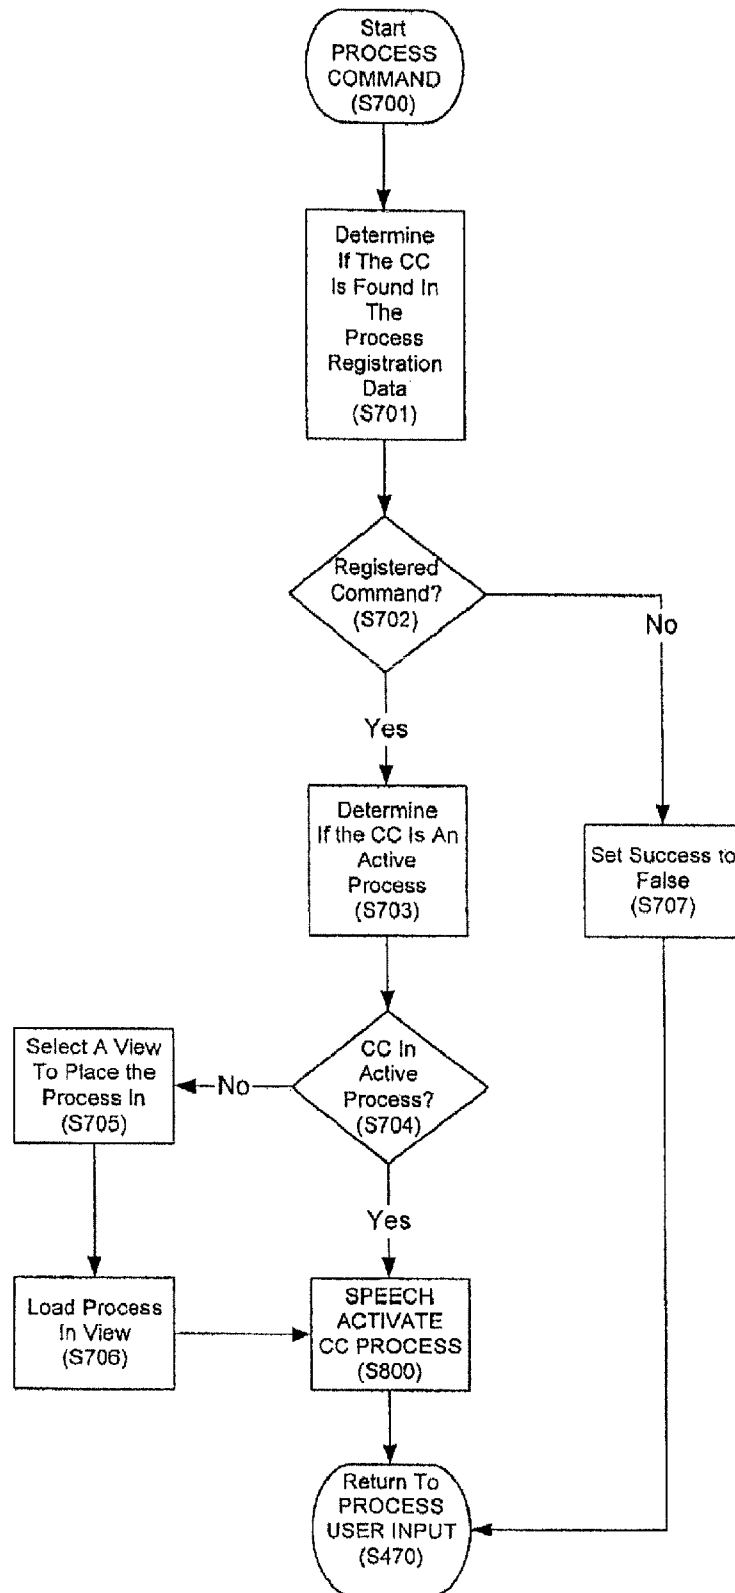 Start
PROCESS
COMMAND
(S700)
Determine
If The CC
Is Found In
The
Process
Registration
Data
(S701)
Registered
Command?
(S702)
No
Yes
Determine
If the CC Is An
Active
Process
(S703)
Set Success to
False
(S707)
CC In
Active
Process?
(S704)
No
Select A View
To Place the
Process In
(S705)
Yes
Load Process
In View
(S706)
SPEECH
ACTIVATE
CC PROCESS
(S800)
Return To
PROCESS
USER INPUT
(S470)